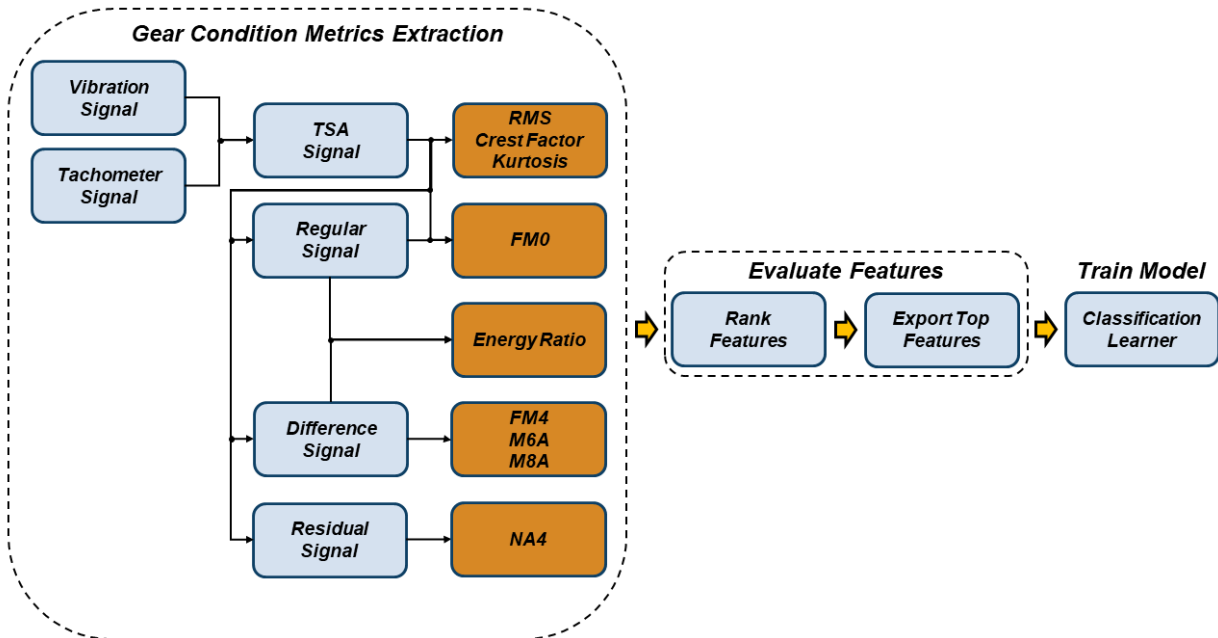 Gear Condition Metrics Extraction
Vibration
Signal
Tachometer
Signal
TSA
Signal
RMS
Crest Factor
Kurtosis
Regular
Signal
FM0
Energy Ratio
Difference
Signal
FM4
M6A
M8A
Residual
Signal
NA4
Evaluate Features
Rank
Features
Export Top
Features
Train Model
Classification
Learner